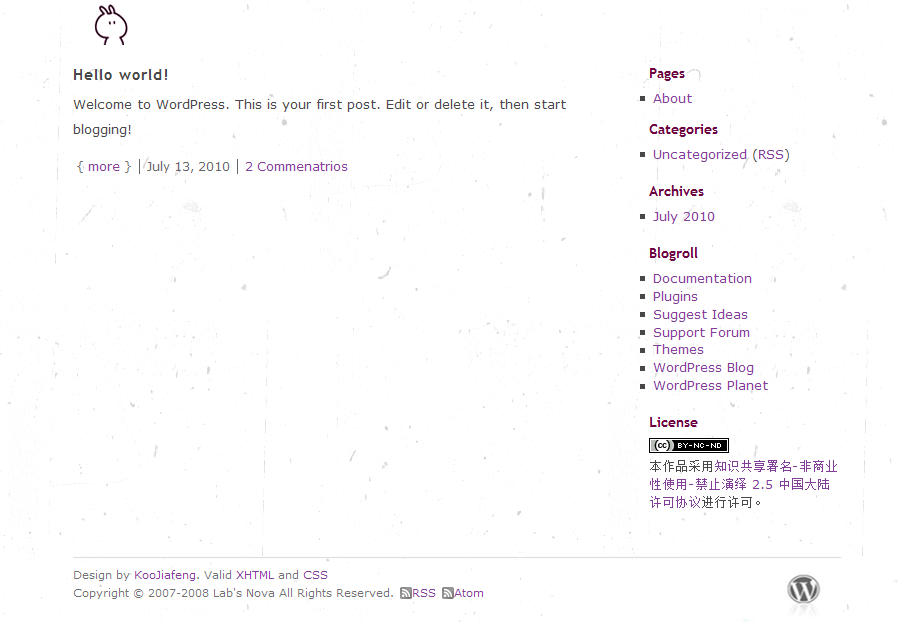 Hello world!
Welcome to WordPress. This is your first post. Edit or delete it, then start
blogging!
{ more } | July 13, 2010 | 2 Commenatrios
Pages
About
Categories
Uncategorized (RSS)
Archives
July 2010
Blogroll
Documentation
Plugins
Suggest Ideas
Support Forum
Themes
WordPress Blog
WordPress Planet
License
cc BY-NC-ND
本作品采用知识共享署名-非商业
性使用-禁止演绎 2.5 中国大陆
许可协议进行许可。
Design by KooJiafeng. Valid XHTML and CSS
Copyright © 2007-2008 Lab's Nova All Rights Reserved. RSS Atom